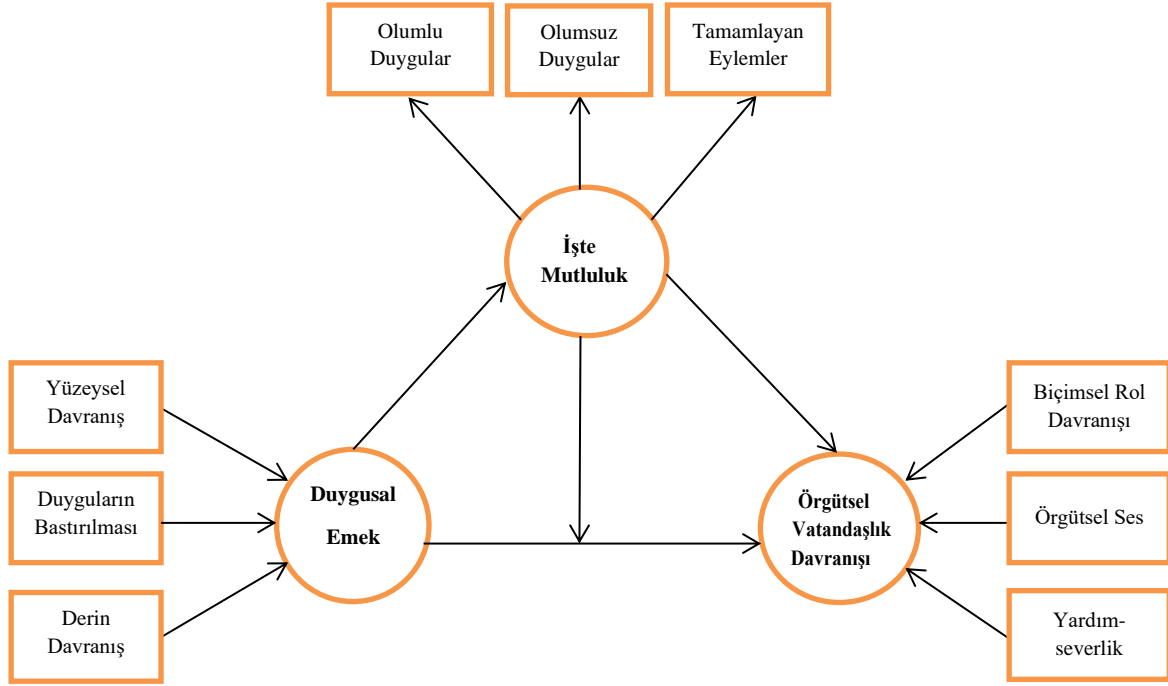 Olumlu
Duygular
Olumsuz
Duygular
Tamamlayan
Eylemler
İşte
Mutluluk
Yüzeysel
Davranış
Duyguların
Bastırılması
Derin
Davranış
Duygusal
Emek
Örgütsel
Vatandaşlık
Davranışı
Biçimsel Rol
Davranışı
Örgütsel Ses
Yardım-
severlik